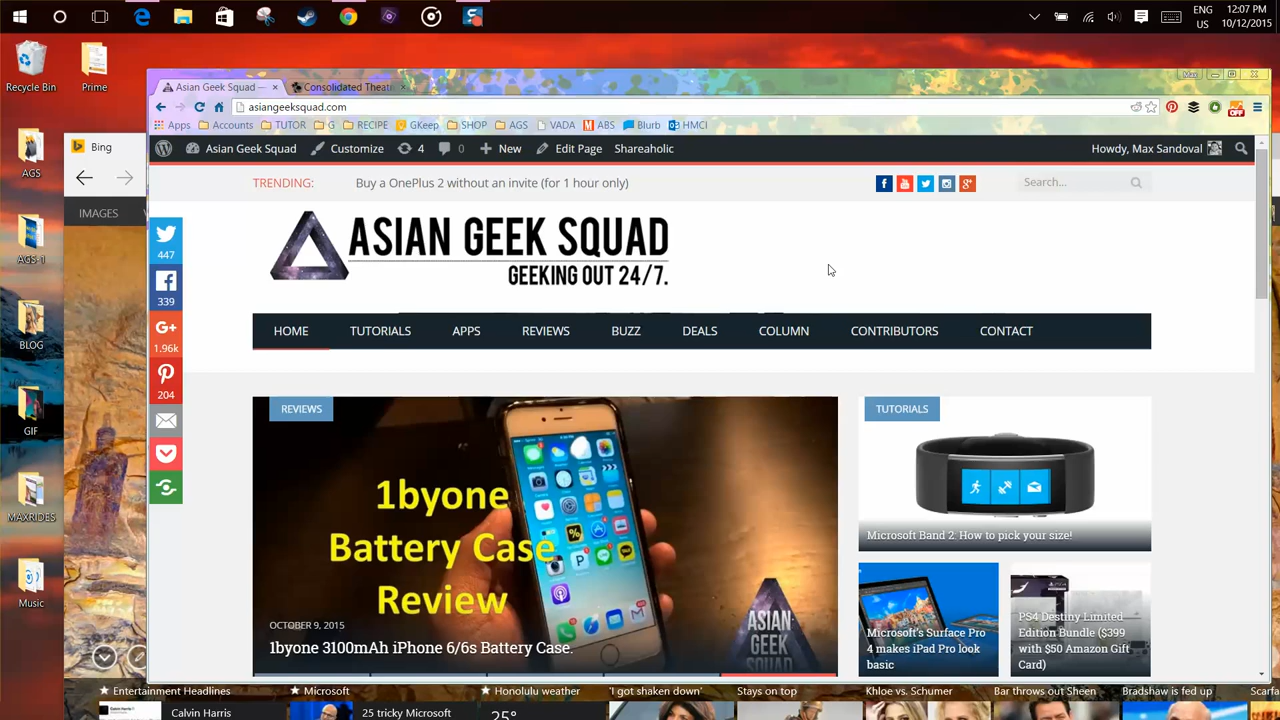 ENG
US
12:07 PM
10/12/2015
Recycle Bin
Prime
AGS
AGS-1
BLOG
GIF
MAXRIDES
Music
Bing
IMAGES
Max
Asian Geek Squad —
Consolidated Theatr
asiangeeksquad.com
Apps
Accounts
TUTOR
G
RECIPE
GKeep
SHOP
AGS
VADA
ABS
Blurb
HMCI
Asian Geek Squad
Customize
4
0
New
Edit Page
Shareaholic
Howdy, Max Sandoval
TRENDING:
Buy a OnePlus 2 without an invite (for 1 hour only)
Search...
ASIAN GEEK SQUAD
GEEKING OUT 24/7.
447
339
1.96k
204
HOME
TUTORIALS
APPS
REVIEWS
BUZZ
DEALS
COLUMN
CONTRIBUTORS
CONTACT
REVIEWS
1byone
Battery Case
Review
ASIAN
GEEK
SQUAD
OCTOBER 9, 2015
1byone 3100mAh iPhone 6/6s Battery Case.
TUTORIALS
Microsoft Band 2: How to pick your size!
Microsoft's Surface Pro
4 makes iPad Pro look
basic
PS4 Destiny Limited
Edition Bundle ($399
with $50 Amazon Gift
Card)
Entertainment Headlines
Microsoft
Honolulu weather
'I got shaken down'
Stays on top
Khloe vs. Schumer
Bar throws out Sheen
Bradshaw is fed up
Scarfa
Calvin Harris
25 tricky Microsoft
25°